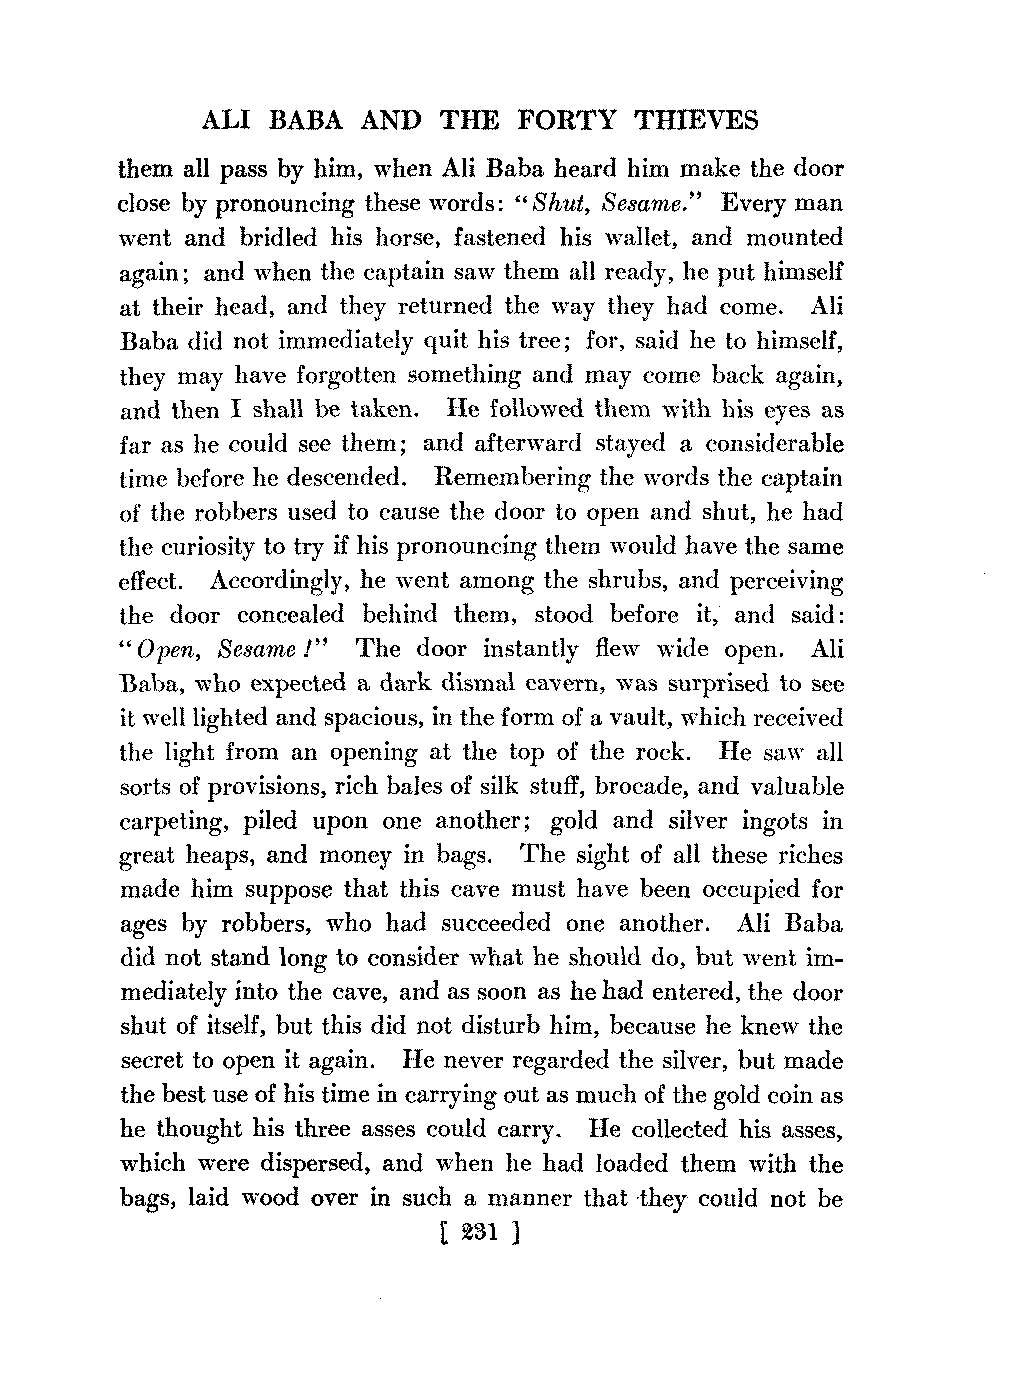 ALI BABA AND THE FORTY THIEVES
them all pass by him, when Ali Baba heard him make the door
close by pronouncing these words: "Shut, Sesame." Every man
went and bridled his horse, fastened his wallet, and mounted
again; and when the captain saw them all ready, he put himself
at their head, and they returned the way they had come. Ali
Baba did not immediately quit his tree; for, said he to himself,
they may have forgotten something and may come back again,
and then I shall be taken. He followed them with his eyes as
far as he could see them; and afterward stayed a considerable
time before he descended. Remembering the words the captain
of the robbers used to cause the door to open and shut, he had
the curiosity to try if his pronouncing them would have the same
effect. Accordingly, he went among the shrubs, and perceiving
the door concealed behind them, stood before it, and said:
"Open, Sesame!" The door instantly flew wide open. Ali
Baba, who expected a dark dismal cavern, was surprised to see
it well lighted and spacious, in the form of a vault, which received
the light from an opening at the top of the rock. He saw all
sorts of provisions, rich bales of silk stuff, brocade, and valuable
carpeting, piled upon one another; gold and silver ingots in
great heaps, and money in bags. The sight of all these riches
made him suppose that this cave must have been occupied for
ages by robbers, who had succeeded one another. Ali Baba
did not stand long to consider what he should do, but went im-
mediately into the cave, and as soon as he had entered, the door
shut of itself, but this did not disturb him, because he knew the
secret to open it again. He never regarded the silver, but made
the best use of his time in carrying out as much of the gold coin as
he thought his three asses could carry. He collected his asses,
which were dispersed, and when he had loaded them with the
bags, laid wood over in such a manner that they could not be
[ 231 ]